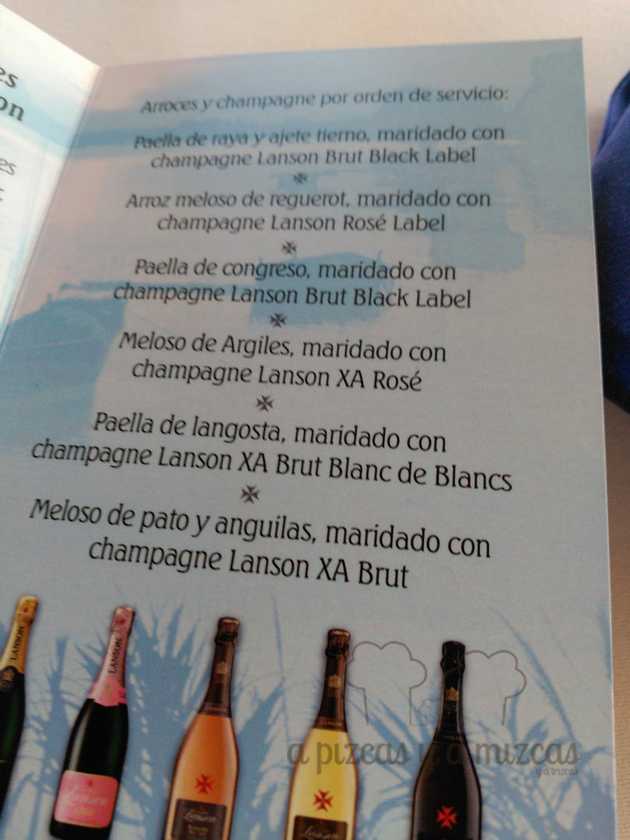 es
on
es
Arroces y champagne por orden de servicio:
Paella de raya y ajete tierno, maridado con
champagne Lanson Brut Black Label
Arroz meloso de reguerot, maridado con
champagne Lanson Rosé Label
Paella de congreso, maridado con
champagne Lanson Brut Black Label
Meloso de Argiles, maridado con
champagne Lanson XA Rosé
Paella de langosta, maridado con
champagne Lanson XA Brut Blanc de Blancs
Meloso de pato y anguilas, maridado con
champagne Lanson XA Brut
LANSON
LANSON
Lanson
Lanson
Lanson
a pizcas y a mizcas